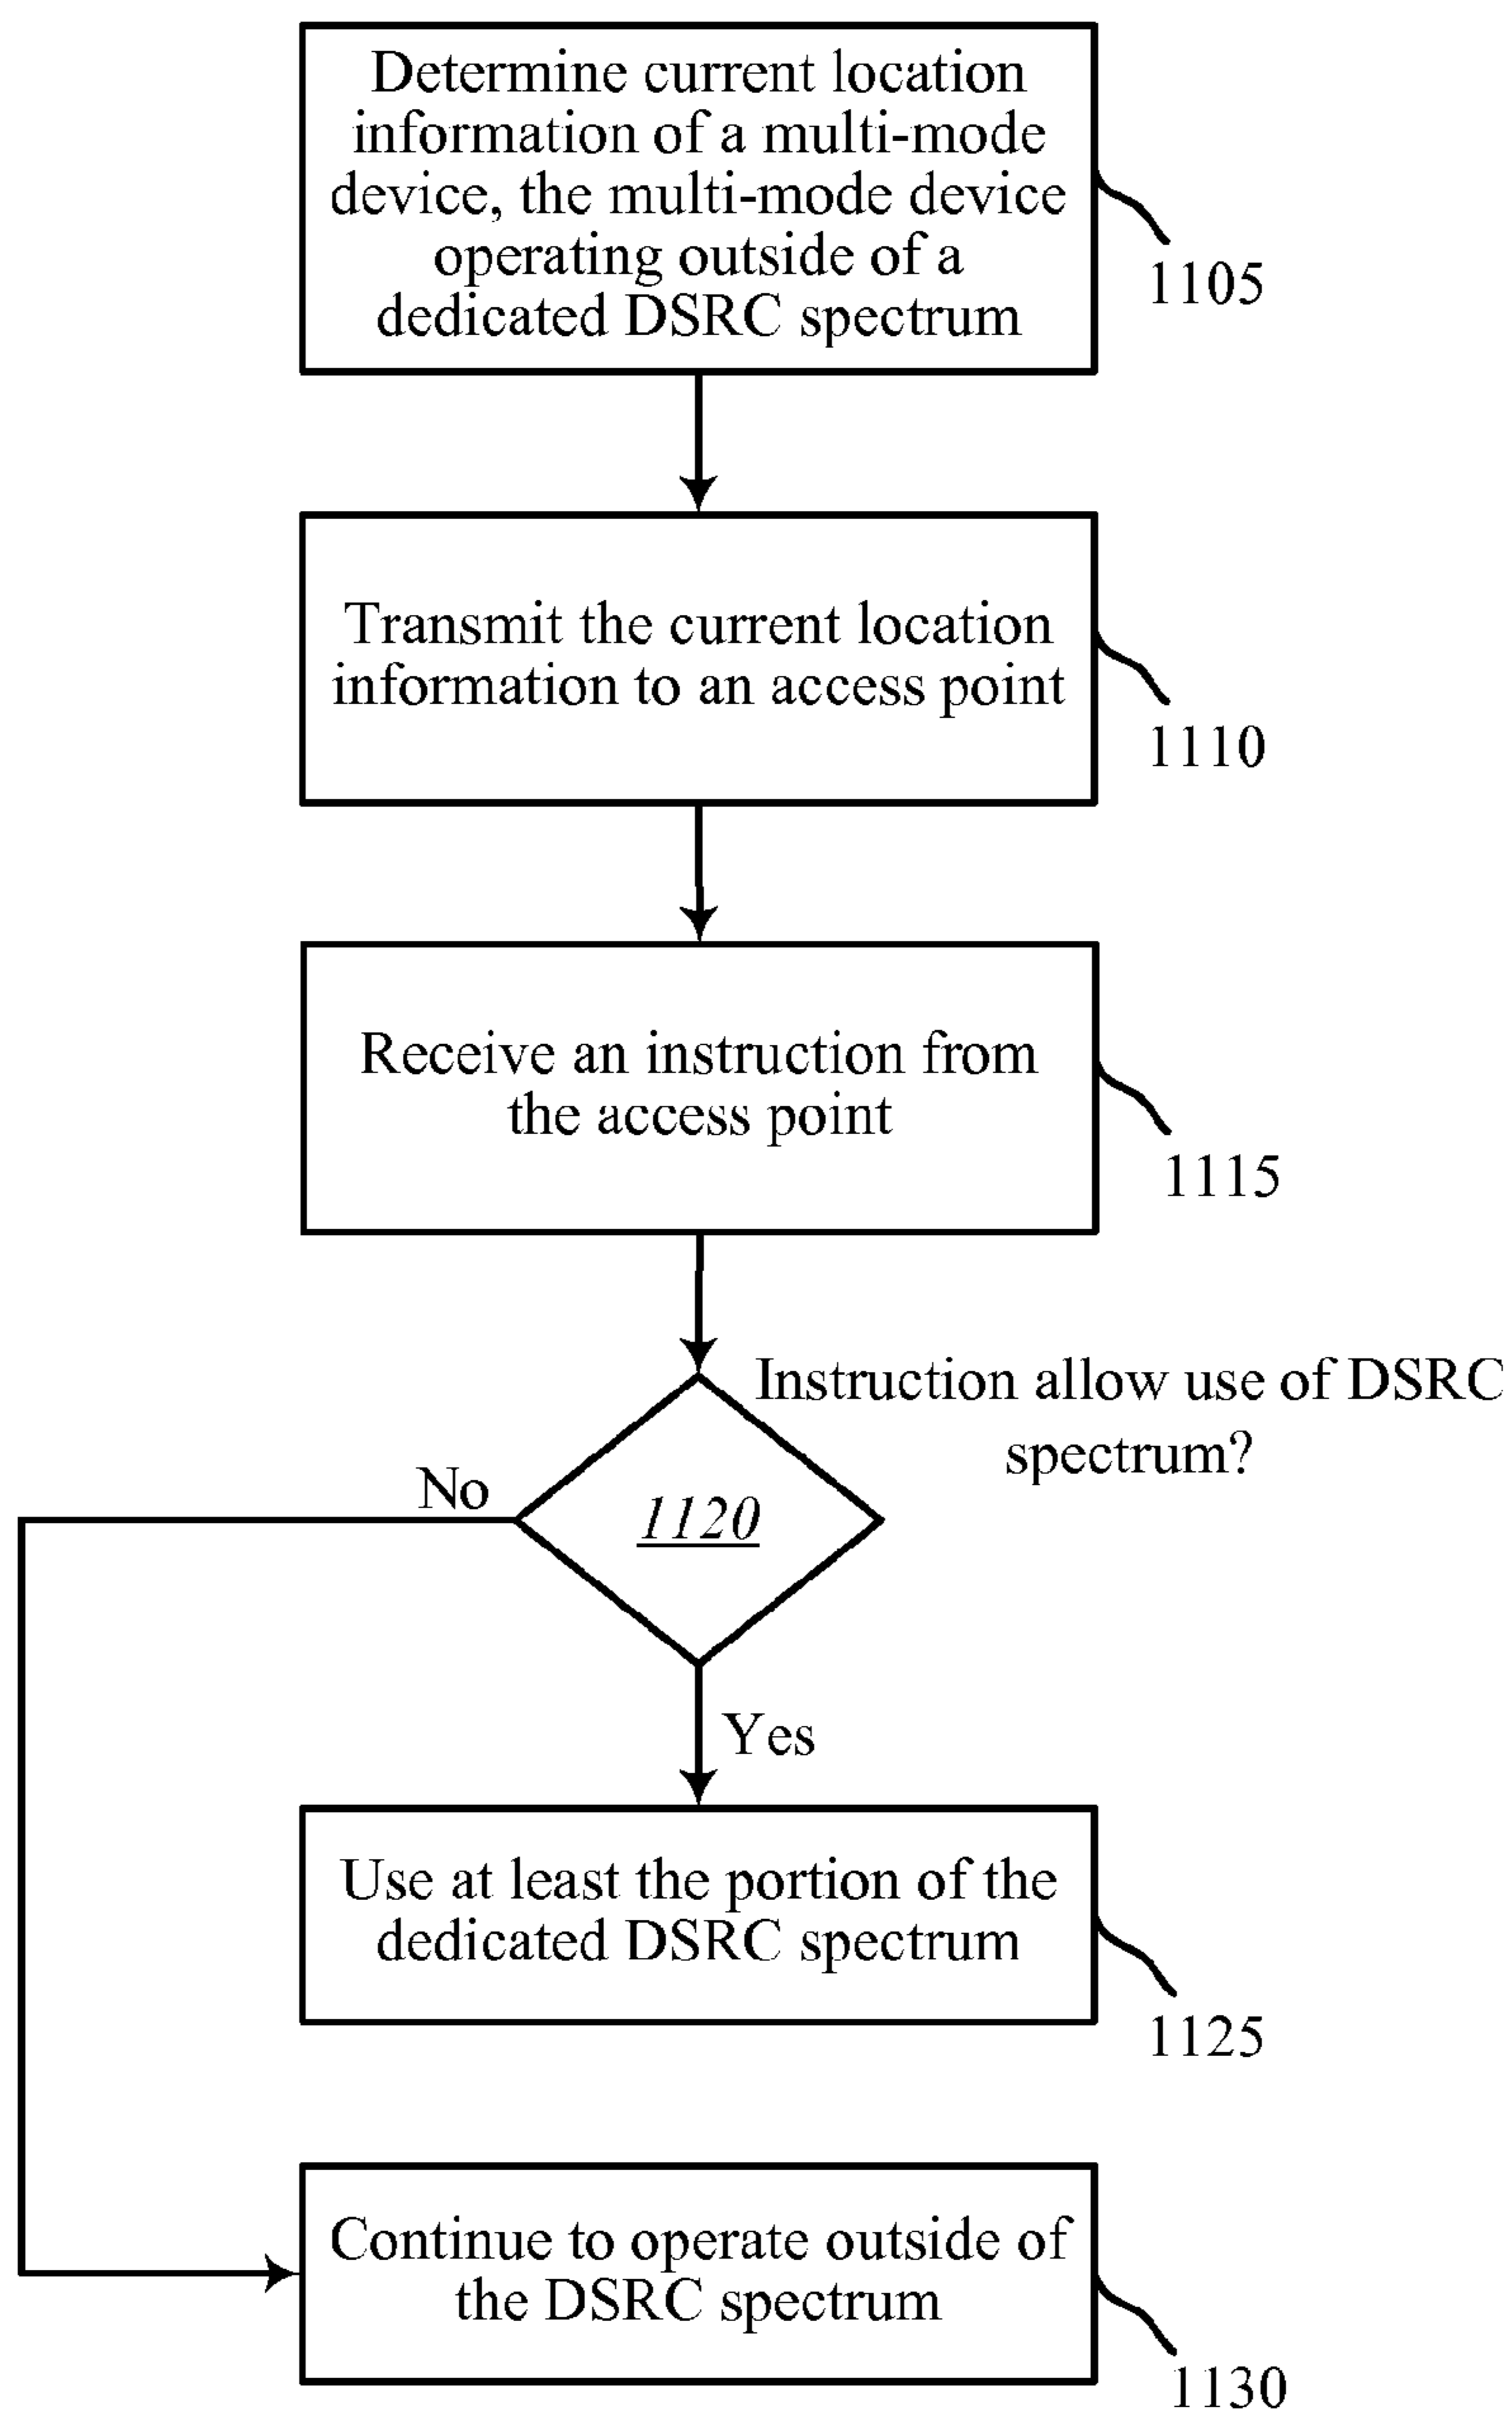 Determine current location
information of a multi-mode
device, the multi-mode device
operating outside of a
dedicated DSRC spectrum
1105
Transmit the current location
information to an access point
1110
Receive an instruction from
the access point
1115
Instruction allow use of DSRC
spectrum?
No
1120
Yes
Use at least the portion of the
dedicated DSRC spectrum
1125
Continue to operate outside of
the DSRC spectrum
1130